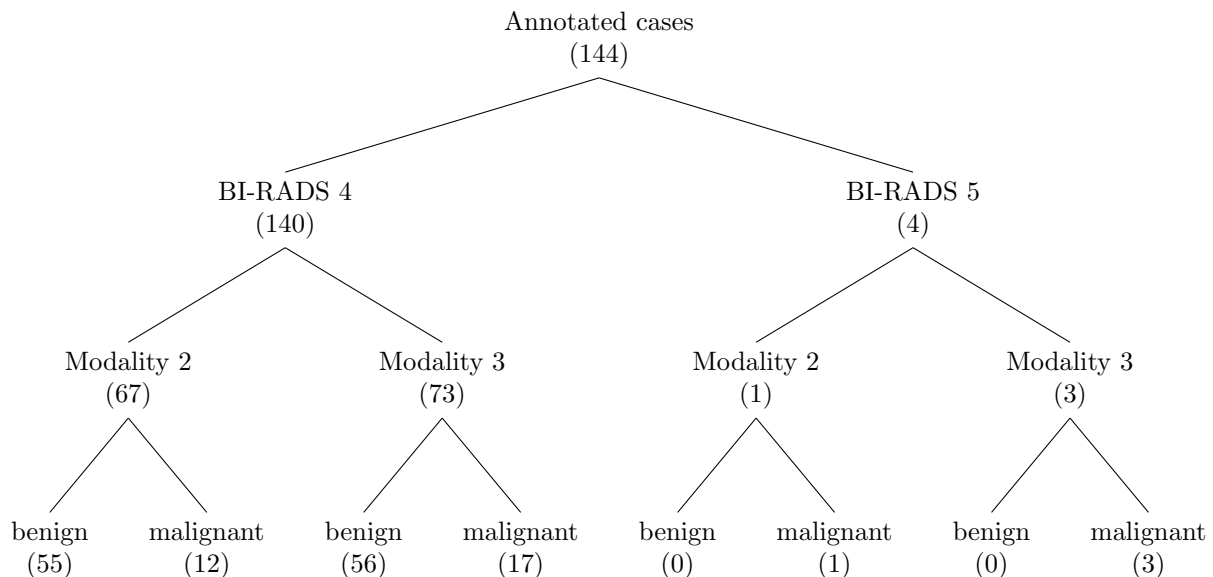 Annotated cases
(144)
BI-RADS 4
(140)
BI-RADS 5
(4)
Modality 2
(67)
Modality 3
(73)
Modality 2
(1)
Modality 3
(3)
benign
(55)
malignant
(12)
benign
(56)
malignant
(17)
benign
(0)
malignant
(1)
benign
(0)
malignant
(3)